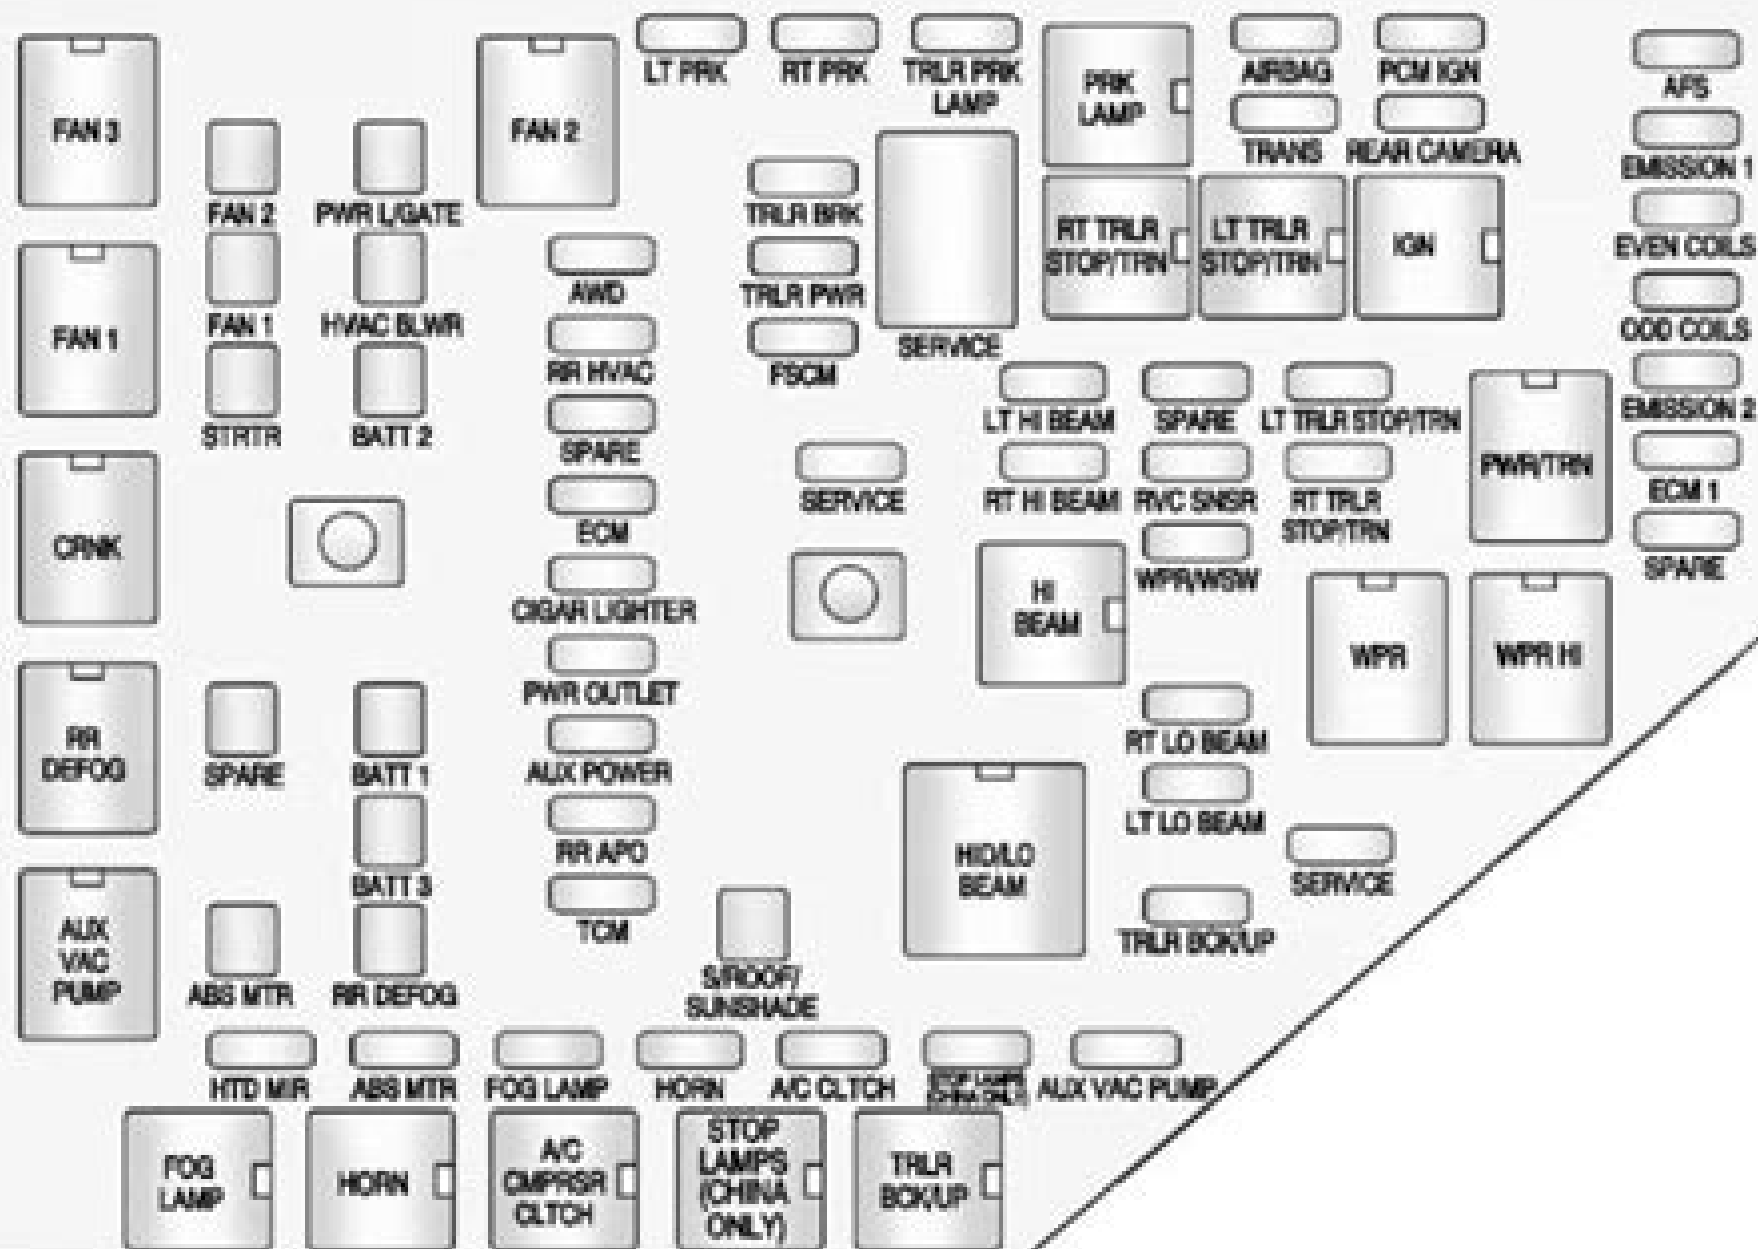 LT PRK
RT PRK
TRLR PRK
LAMP
PRK
LAMP
AIRBAG
PCM IGN
AFS
FAN 3
FAN 2
TRANS
REAR CAMERA
EMISSION 1
FAN 2
PWR L/GATE
TRLR BRK
RT TRLR
STOP/TRN
LT TRLR
STOP/TRN
IGN
EVEN COILS
AWD
TRLR PWR
FAN 1
FAN 1
HVAC BLWR
SERVICE
ODD COILS
RR HVAC
FSCM
LT HI BEAM
SPARE
LT TRLR STOP/TRN
EMISSION 2
STRTR
BATT 2
SPARE
PWR/TRN
SERVICE
RT HI BEAM
RVC SNSR
RT TRLR
STOP/TRN
ECM 1
CRNK
ECM
WPR/WSW
SPARE
HI
BEAM
CIGAR LIGHTER
WPR
WPR HI
PWR OUTLET
RR
DEFOG
RT LO BEAM
SPARE
BATT 1
AUX POWER
LT LO BEAM
RR APO
HID/LO
BEAM
BATT 3
SERVICE
AUX
VAC
PUMP
TCM
TRLR BCK/UP
ABS MTR
RR DEFOG
S/ROOF/
SUNSHADE
HTD MIR
ABS MTR
FOG LAMP
HORN
A/C CLTCH
STOP LAMPS
(CHINA ONLY)
AUX VAC PUMP
FOG
LAMP
HORN
A/C
CMPRSR
CLTCH
STOP
LAMPS
(CHINA
ONLY)
TRLR
BCK/UP